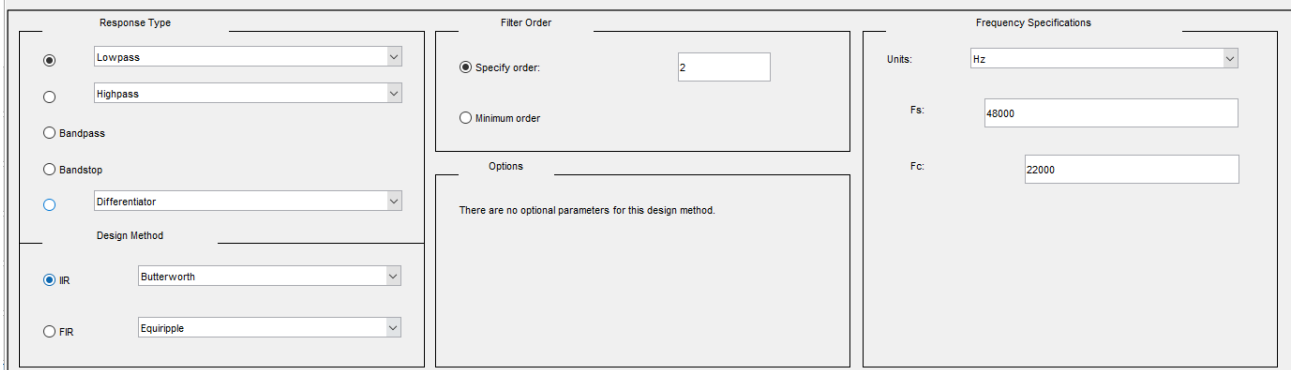 Response Type
Lowpass
Highpass
Bandpass
Bandstop
Differentiator
Design Method
IIR
Butterworth
FIR
Equiripple
Filter Order
Specify order:
2
Minimum order
Options
There are no optional parameters for this design method.
Frequency Specifications
Units:
Hz
Fs:
48000
Fc:
22000